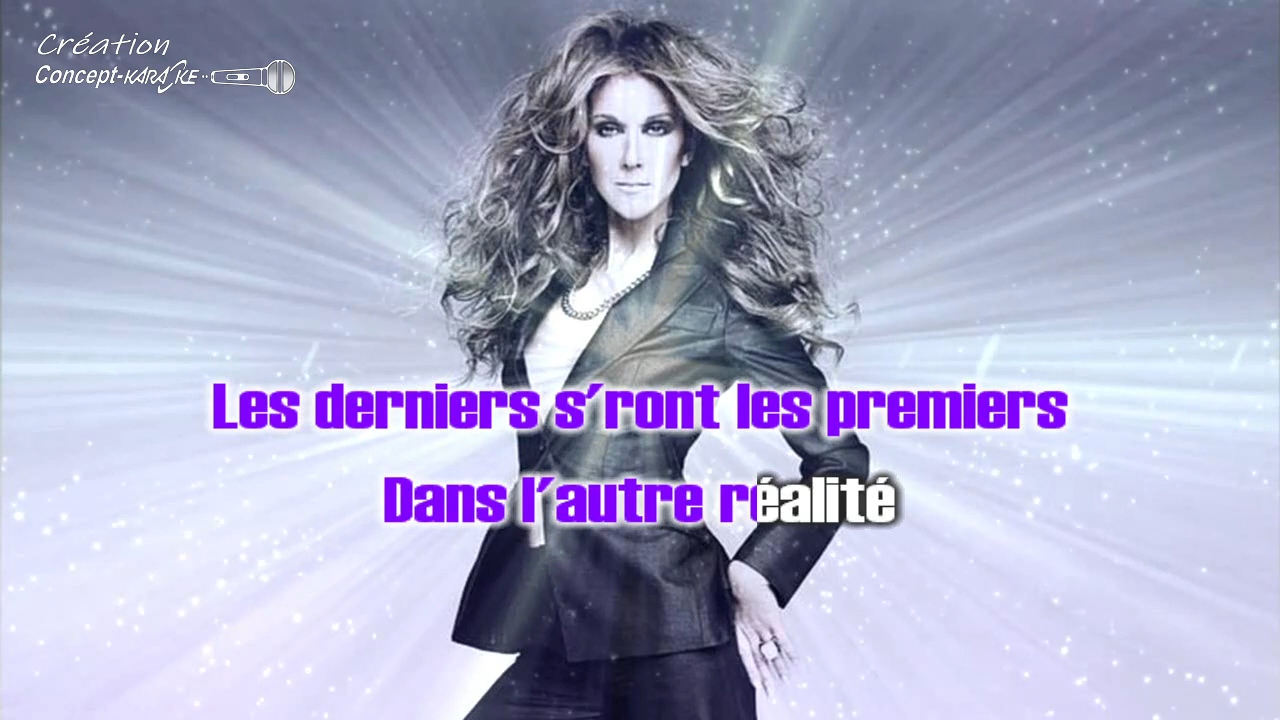 Création
Concept-KARAOKE
Les derniers s'ront les premiers
Dans l'autre réalité